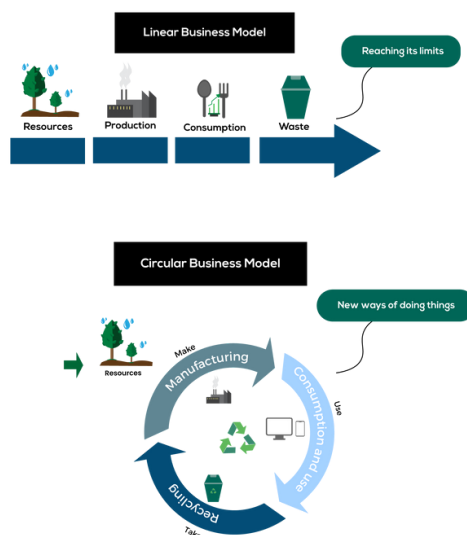 Linear Business Model
Reaching its limits
Resources
Production
Consumption
Waste
Circular Business Model
New ways of doing things
Resources
Make
Manufacturing
Consumption and use
Use
Recycling